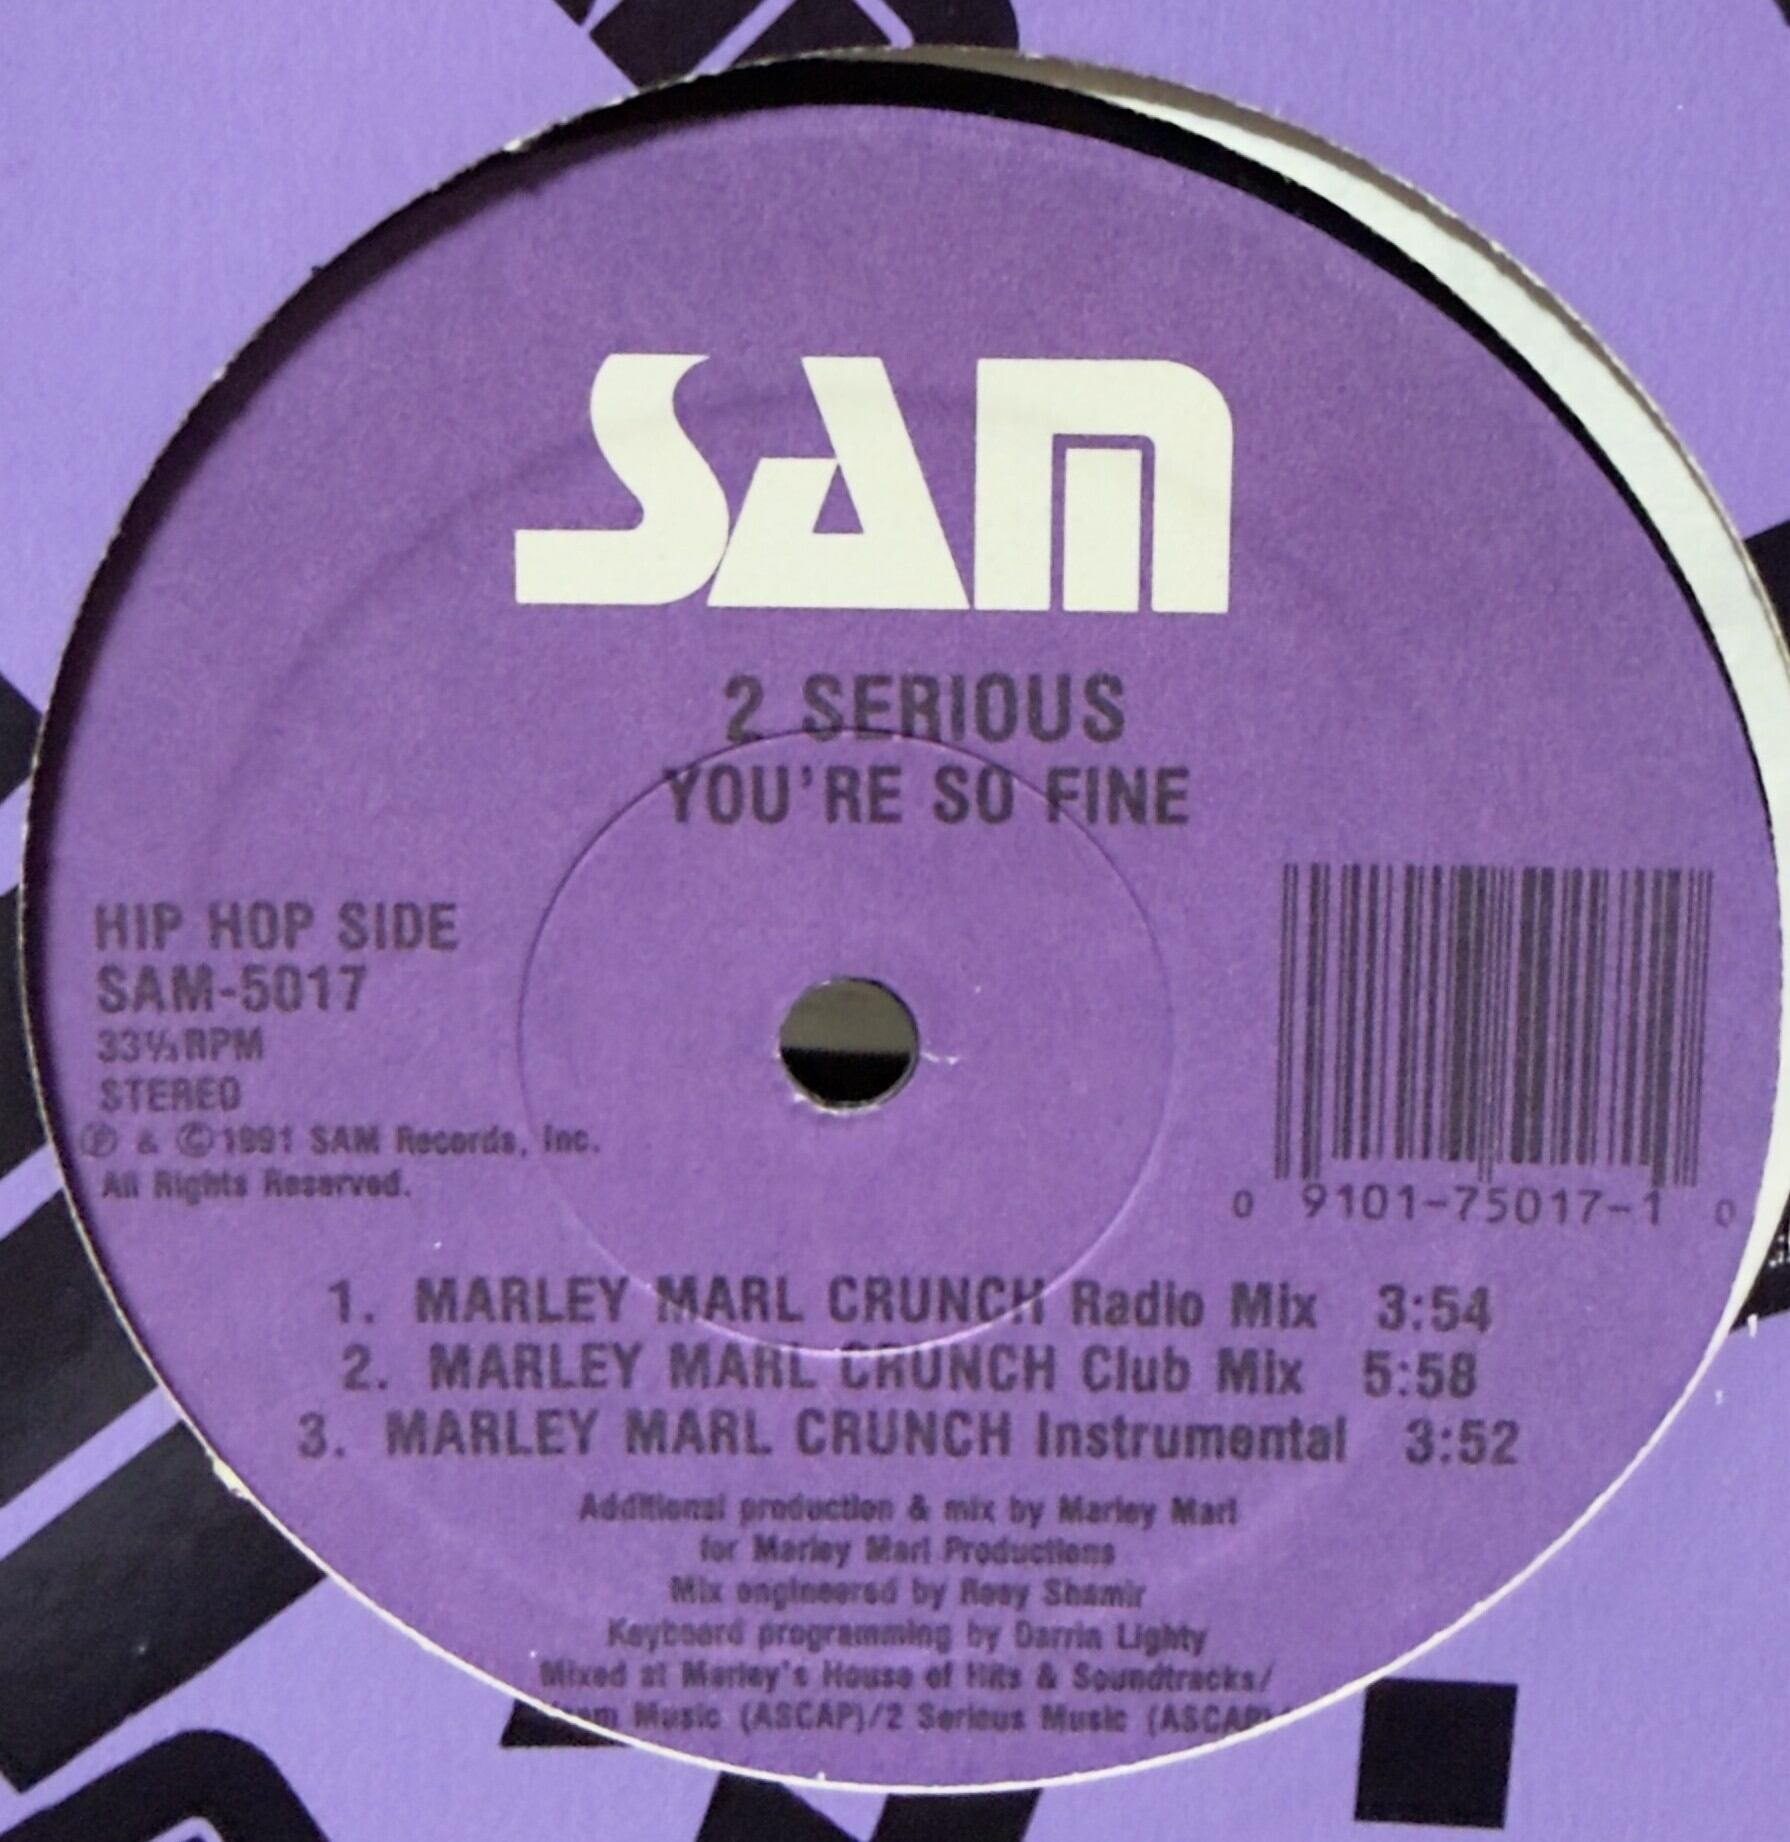 SAM
2 SERIOUS
YOU'RE SO FINE
HIP HOP SIDE
SAM-5017
33⅓ RPM
STEREO
℗ & ©1991 SAM Records, Inc.
All Rights Reserved.
0 9101-75017-1 0
1. MARLEY MARL CRUNCH Radio Mix 3:54
2. MARLEY MARL CRUNCH Club Mix 5:58
3. MARLEY MARL CRUNCH Instrumental 3:52
Additional production & mix by Marley Marl
for Marley Marl Productions
Mix engineered by Shamir
Keyboard programming by Darrin Lighty
Mixed at Marley's House of Hits & Soundtracks/
Music (ASCAP)/2 Serious Music (ASCAP)